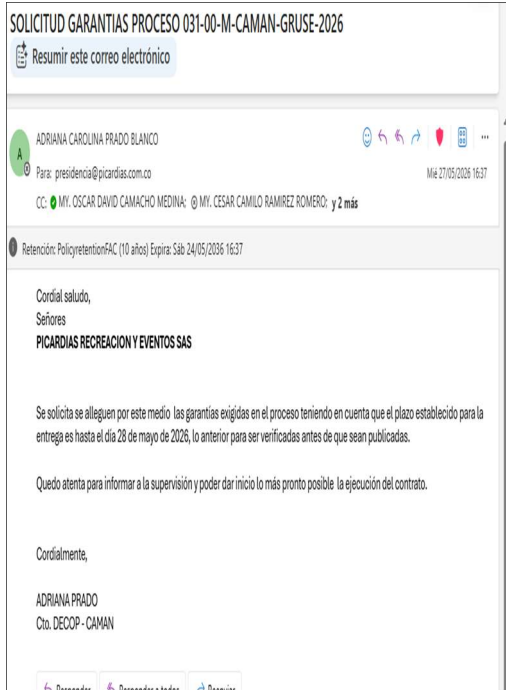 SOLICITUD GARANTIAS PROCESO 031-00-M-CAMAN-GRUSE-2026
Resumir este correo electrónico
A
ADRIANA CAROLINA PRADO BLANCO
Para: presidencia@picardias.com.co
Mié 27/05/2026 16:37
CC: MY. OSCAR DAVID CAMACHO MEDINA; MY. CESAR CAMILO RAMIREZ ROMERO; y 2 más
Retención: PolicyretentionFAC (10 años) Expira: Sáb 24/05/2036 16:37
Cordial saludo,
Señores
PICARDIAS RECREACION Y EVENTOS SAS
Se solicita se alleguen por este medio las garantías exigidas en el proceso teniendo en cuenta que el plazo establecido para la
entrega es hasta el día 28 de mayo de 2026, lo anterior para ser verificadas antes de que sean publicadas.
Quedo atenta para informar a la supervisión y poder dar inicio lo más pronto posible la ejecución del contrato.
Cordialmente,
ADRIANA PRADO
Cto. DECOP - CAMAN
Responder Responder a todos Reenviar